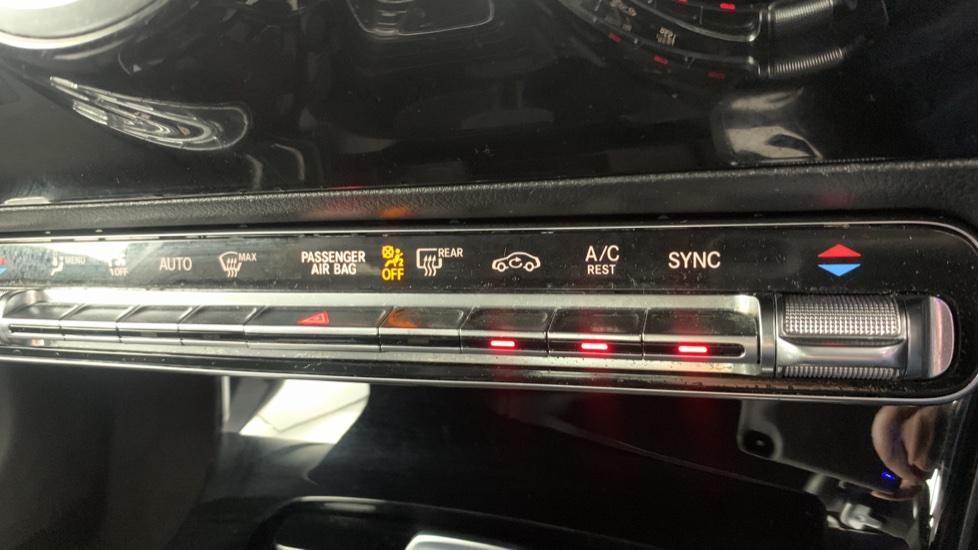 MENU
OFF
AUTO
MAX
PASSENGER
AIR BAG
OFF
REAR
A/C
REST
SYNC